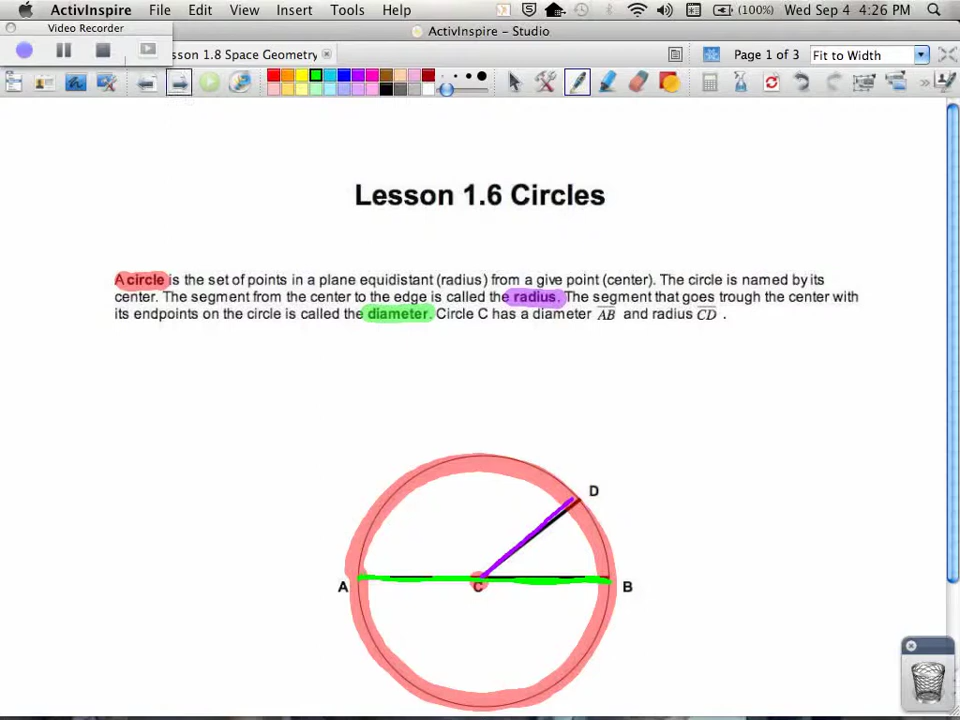 ActivInspire File Edit View Insert Tools Help (100%) Wed Sep 4 4:26 PM
Video Recorder
ActivInspire - Studio
sson 1.8 Space Geometry Page 1 of 3 Fit to Width
Lesson 1.6 Circles
A circle is the set of points in a plane equidistant (radius) from a give point (center). The circle is named by its
center. The segment from the center to the edge is called the radius. The segment that goes trough the center with
its endpoints on the circle is called the diameter. Circle C has a diameter AB and radius CD .
D
A
C
B